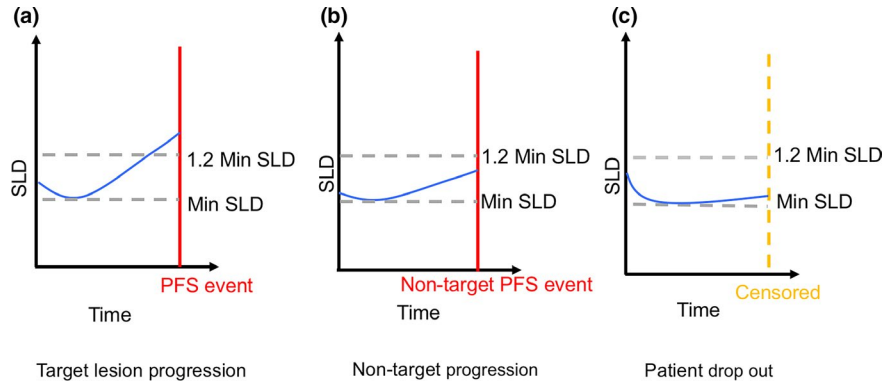 (a)
SLD
1.2 Min SLD
Min SLD
PFS event
Time
Target lesion progression
(b)
SLD
1.2 Min SLD
Min SLD
Non-target PFS event
Time
Non-target progression
(c)
SLD
1.2 Min SLD
Min SLD
Censored
Time
Patient drop out